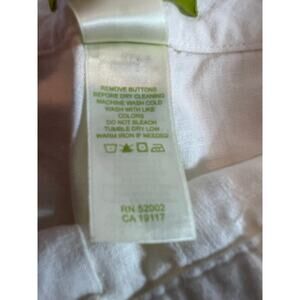 REMOVE BUTTONS
BEFORE DRY CLEANING
MACHINE WASH COLD
WASH WITH LIKE
COLORS
DO NOT BLEACH
TUMBLE DRY LOW
WARM IRON IF NEEDED
RN 52002
CA 19117